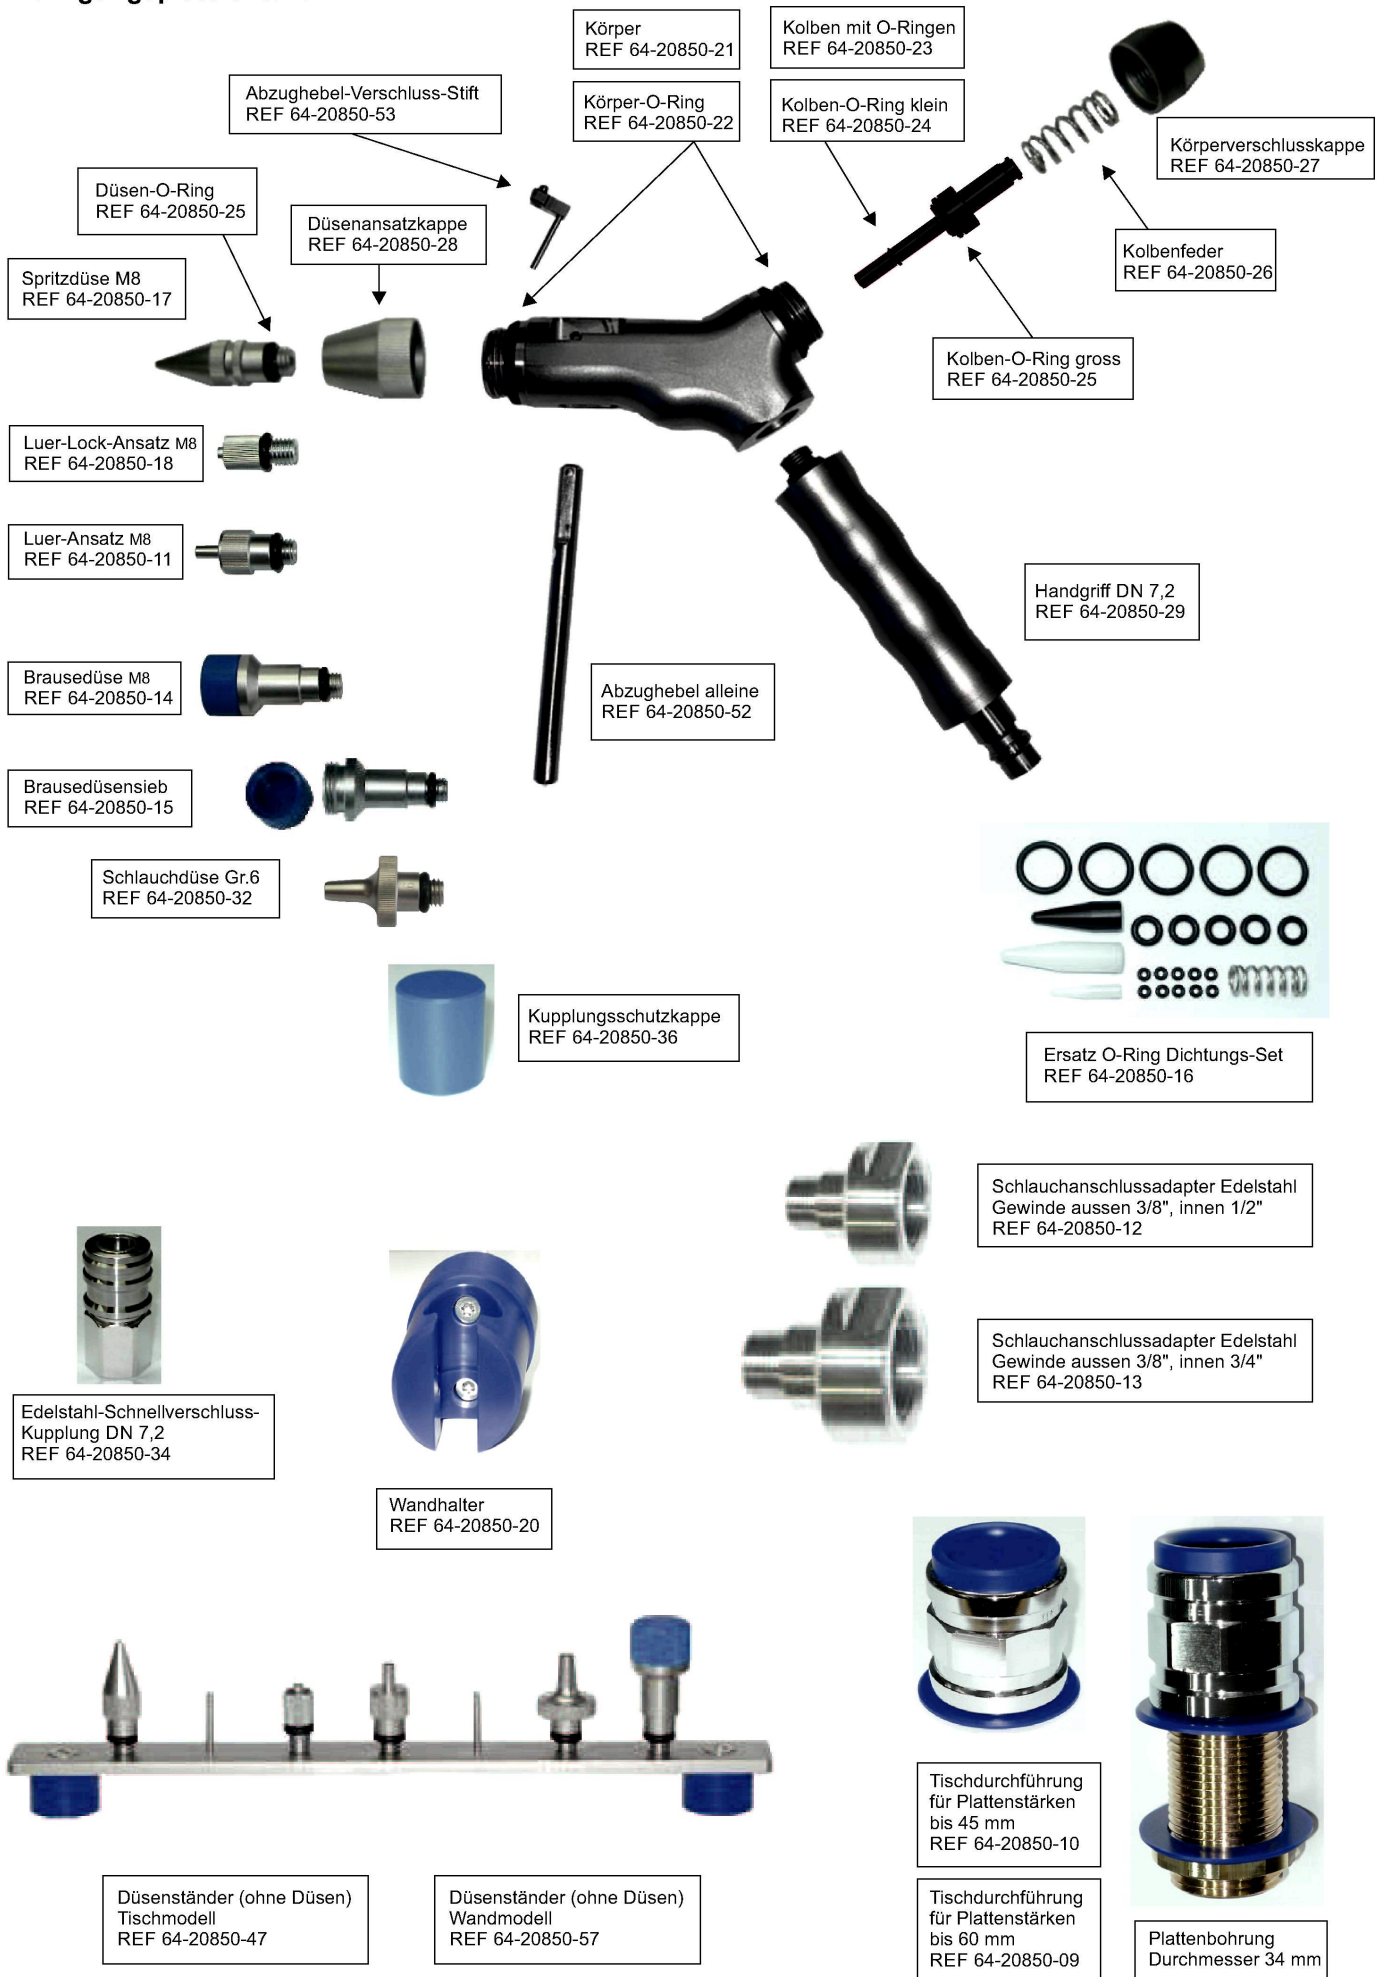 Körper
REF 64-20850-21
Kolben mit O-Ringen
REF 64-20850-23
Abzughebel-Verschluss-Stift
REF 64-20850-53
Körper-O-Ring
REF 64-20850-22
Kolben-O-Ring klein
REF 64-20850-24
Körperverschlusskappe
REF 64-20850-27
Düsen-O-Ring
REF 64-20850-25
Düsenansatzkappe
REF 64-20850-28
Kolbenfeder
REF 64-20850-26
Spritzdüse M8
REF 64-20850-17
Kolben-O-Ring gross
REF 64-20850-25
Luer-Lock-Ansatz M8
REF 64-20850-18
Luer-Ansatz M8
REF 64-20850-11
Handgriff DN 7,2
REF 64-20850-29
Brausedüse M8
REF 64-20850-14
Abzughebel alleine
REF 64-20850-52
Brausedüsensieb
REF 64-20850-15
Schlauchdüse Gr.6
REF 64-20850-32
Kupplungsschutzkappe
REF 64-20850-36
Ersatz O-Ring Dichtungs-Set
REF 64-20850-16
Schlauchanschlussadapter Edelstahl
Gewinde aussen 3/8", innen 1/2"
REF 64-20850-12
Schlauchanschlussadapter Edelstahl
Gewinde aussen 3/8", innen 3/4"
REF 64-20850-13
Edelstahl-Schnellverschluss-
Kupplung DN 7,2
REF 64-20850-34
Wandhalter
REF 64-20850-20
Tischdurchführung
für Plattenstärken
bis 45 mm
REF 64-20850-10
Düsenständer (ohne Düsen)
Tischmodell
REF 64-20850-47
Düsenständer (ohne Düsen)
Wandmodell
REF 64-20850-57
Tischdurchführung
für Plattenstärken
bis 60 mm
REF 64-20850-09
Plattenbohrung
Durchmesser 34 mm